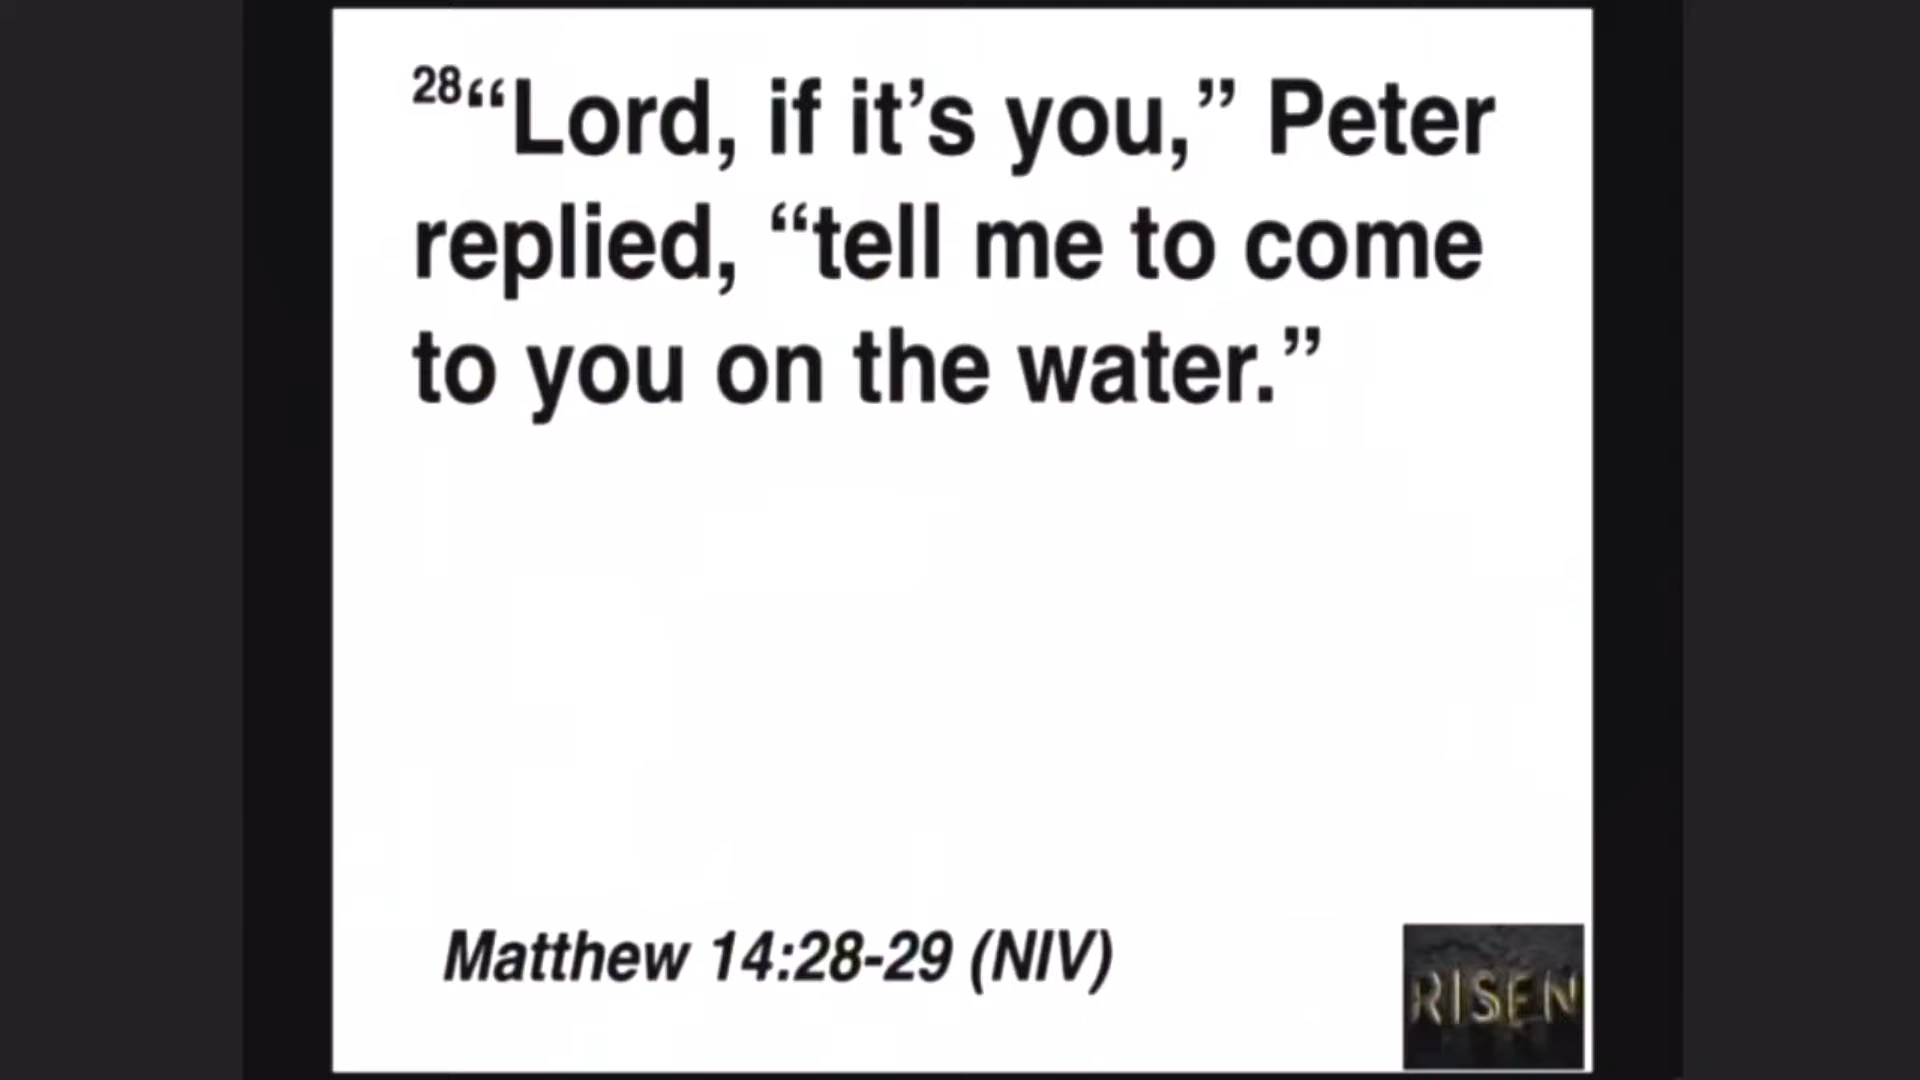 28“Lord, if it’s you,” Peter
replied, “tell me to come
to you on the water.”
Matthew 14:28-29 (NIV)
RISEN